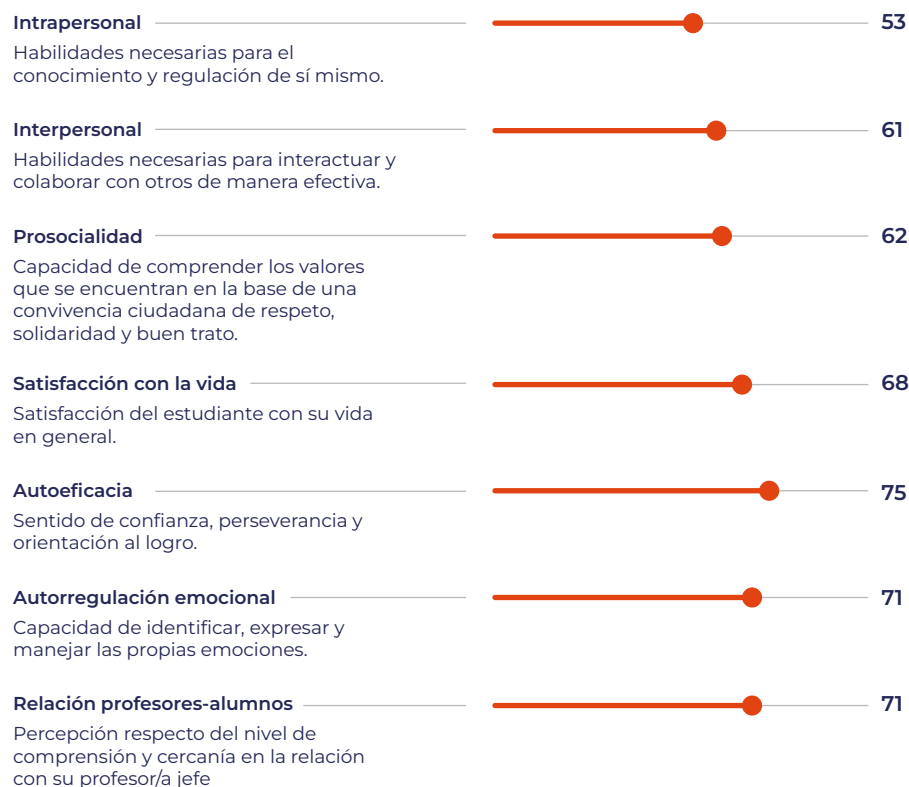 Intrapersonal
53
Habilidades necesarias para el
conocimiento y regulación de sí mismo.
Interpersonal
61
Habilidades necesarias para interactuar y
colaborar con otros de manera efectiva.
Prosocialidad
62
Capacidad de comprender los valores
que se encuentran en la base de una
convivencia ciudadana de respeto,
solidaridad y buen trato.
Satisfacción con la vida
68
Satisfacción del estudiante con su vida
en general.
Autoeficacia
75
Sentido de confianza, perseverancia y
orientación al logro.
Autorregulación emocional
71
Capacidad de identificar, expresar y
manejar las propias emociones.
Relación profesores-alumnos
71
Percepción respecto del nivel de
comprensión y cercanía en la relación
con su profesor/a jefe